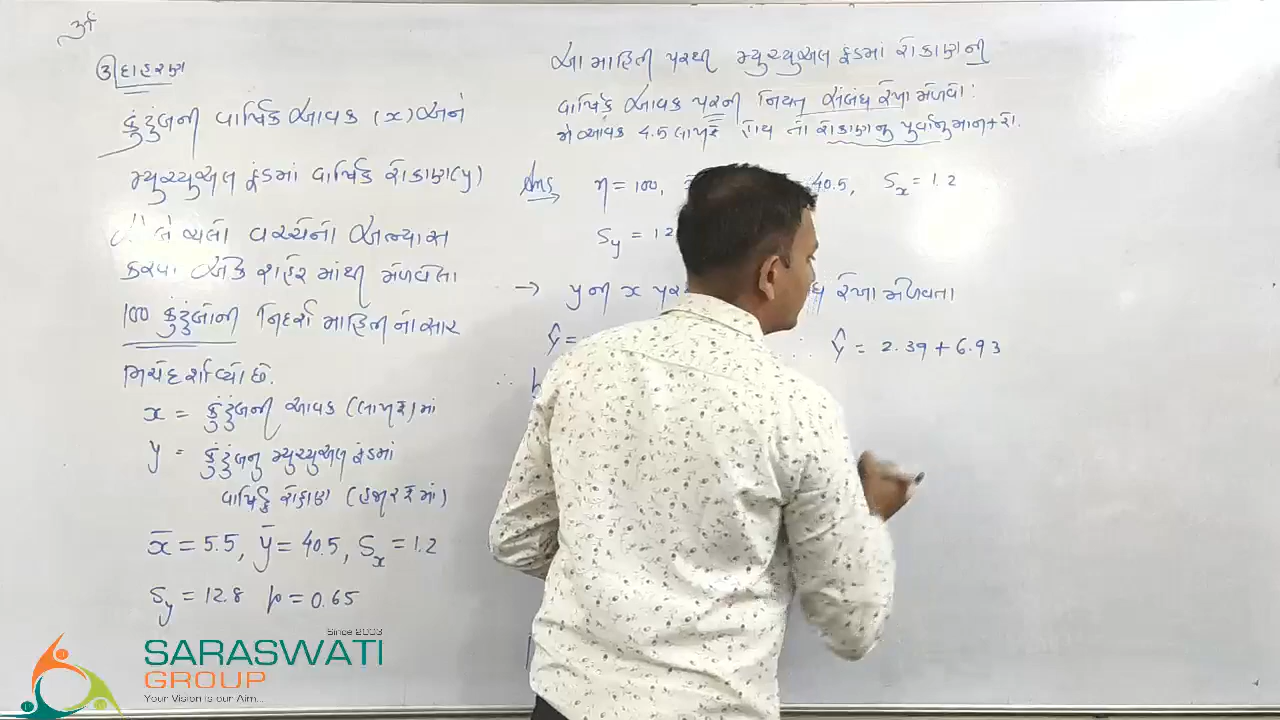 ઉદાહરણ
કુટુંબની વાર્ષિક આવક (x) અને
મ્યુચ્યુઅલ ફંડમાં વાર્ષિક રોકાણ(y)
વચ્ચેનો અભ્યાસ
કરવા એક શહેર માંથી મળેલા
100 કુટુંબોની નિદર્શ માહિતી
x = કુટુંબની આવક (લાખ ₹) માં
y = કુટુંબનુ મ્યુચ્યુઅલ ફંડમાં
વાર્ષિક રોકાણ (હજાર ₹ માં)
x̄ = 5.5, ȳ = 40.5, Sx = 1.2
Sy = 12.8 r = 0.65
આ માહિતી પરથી મ્યુચ્યુઅલ ફંડમાં રોકાણની
વાર્ષિક આવક પરની નિયત સંબંધ રેખા મેળવો.
જો આવક 4.5 લાખ ₹ હોય તો રોકાણનુ પૂર્વાનુમાન કરો.
Ans n = 100, 40.5, Sx = 1.2
Sy = 12
→ y ની x પર રેખા મેળવતા
ŷ =
∴ ŷ = 2.39 + 6.93
∴ b
Since 2003
SARASWATI
GROUP
Your Vision is our Aim...